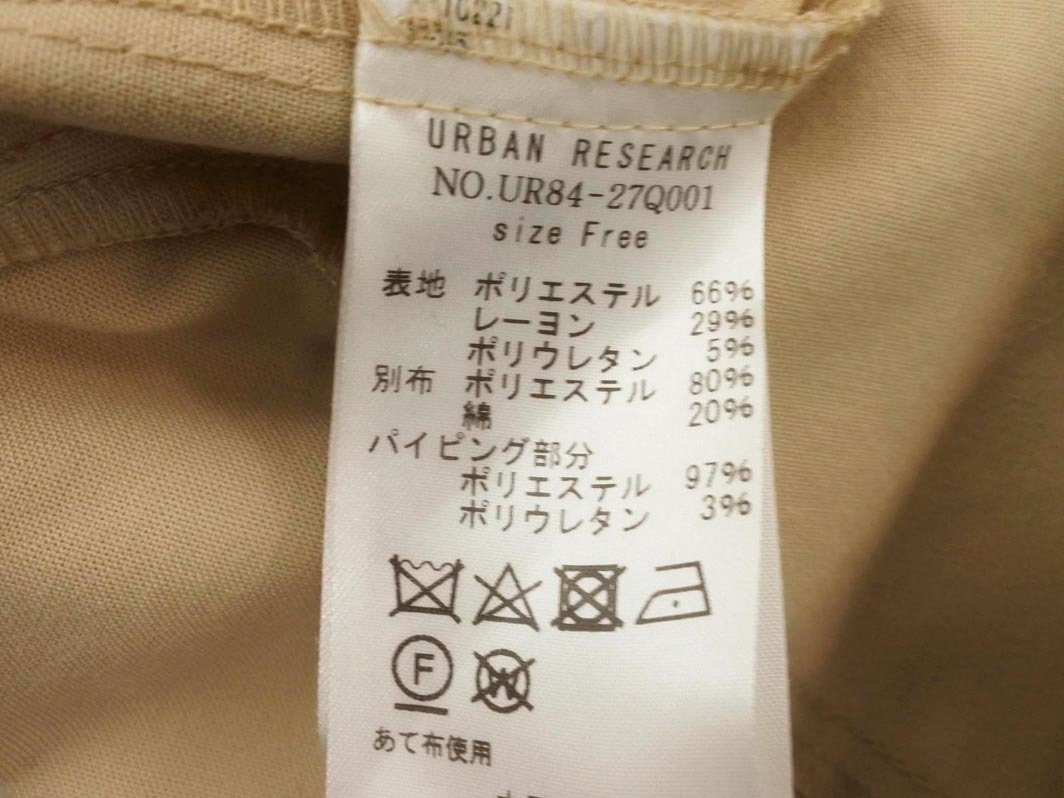 URBAN RESEARCH
NO.UR84-27Q001
size Free
表地 ポリエステル 66%
レーヨン 29%
ポリウレタン 5%
別布 ポリエステル 80%
綿 20%
パイピング部分
ポリエステル 97%
ポリウレタン 3%
F W
あて布使用